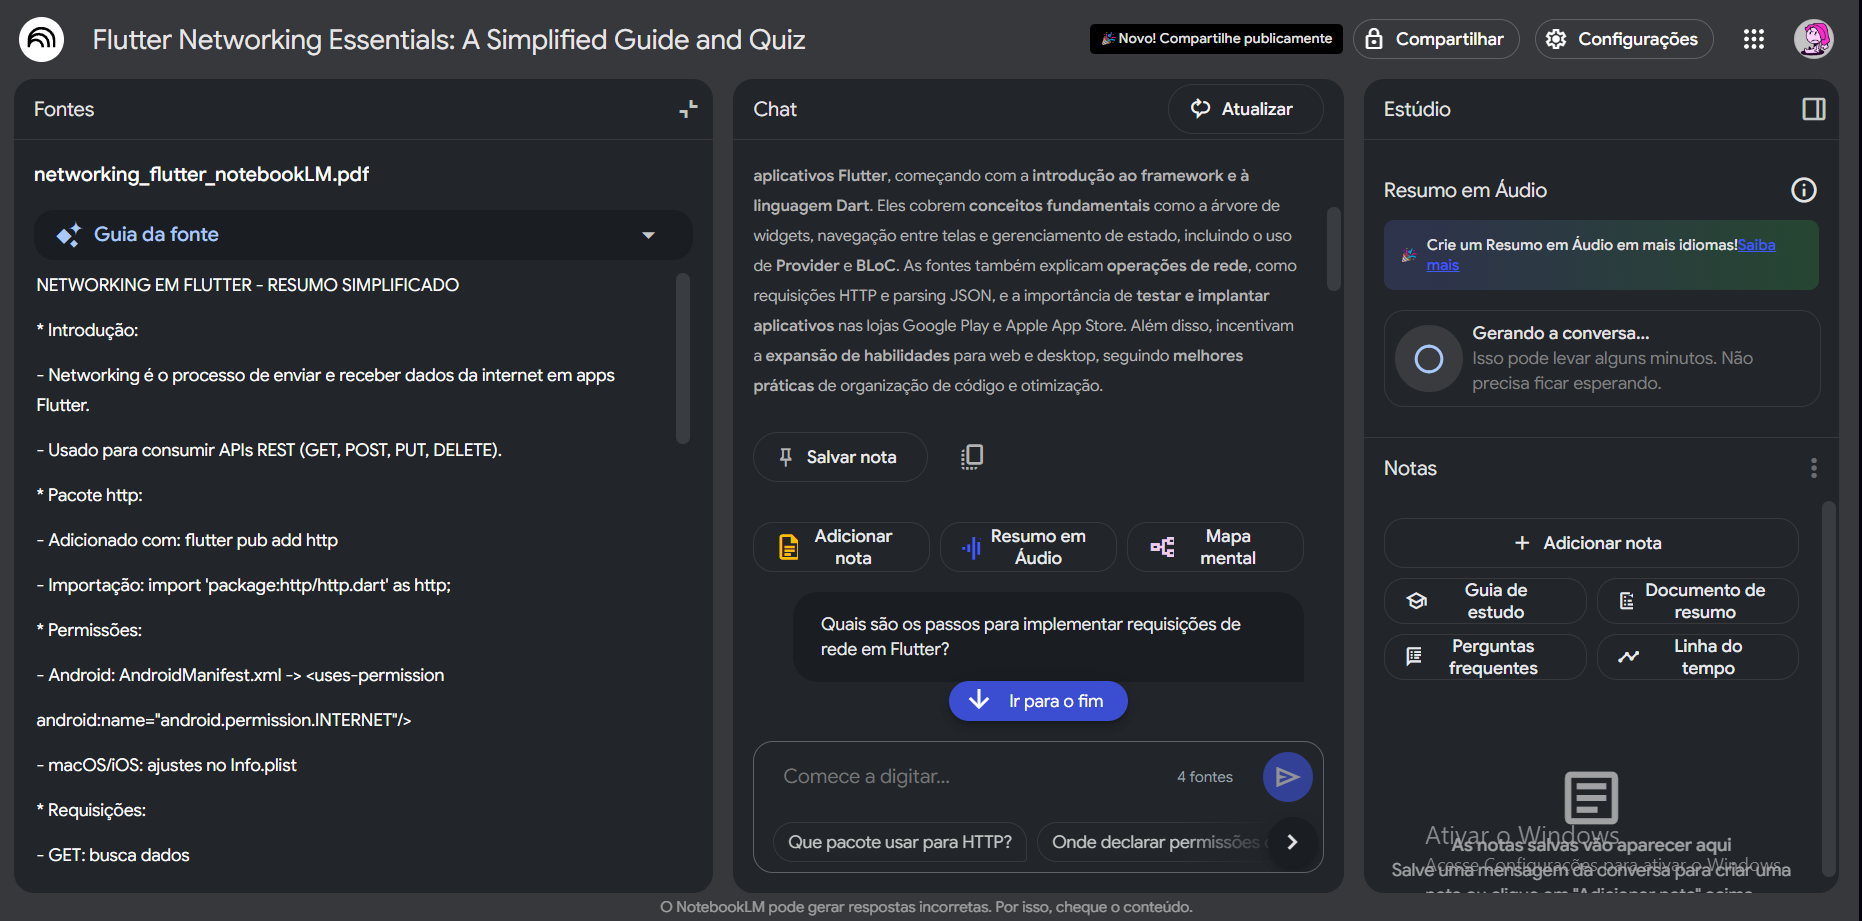 Flutter Networking Essentials: A Simplified Guide and Quiz
Novo! Compartilhe publicamente
Compartilhar
Configurações
Fontes
networking_flutter_notebookLM.pdf
Guia da fonte
NETWORKING EM FLUTTER - RESUMO SIMPLIFICADO
* Introdução:
- Networking é o processo de enviar e receber dados da internet em apps
Flutter.
- Usado para consumir APIs REST (GET, POST, PUT, DELETE).
* Pacote http:
- Adicionado com: flutter pub add http
- Importação: import 'package:http/http.dart' as http;
* Permissões:
- Android: AndroidManifest.xml -> <uses-permission
android:name="android.permission.INTERNET"/>
- macOS/iOS: ajustes no Info.plist
* Requisições:
- GET: busca dados
Chat
Atualizar
aplicativos Flutter, começando com a introdução ao framework e à
linguagem Dart. Eles cobrem conceitos fundamentais como a árvore de
widgets, navegação entre telas e gerenciamento de estado, incluindo o uso
de Provider e BLoC. As fontes também explicam operações de rede, como
requisições HTTP e parsing JSON, e a importância de testar e implantar
aplicativos nas lojas Google Play e Apple App Store. Além disso, incentivam
a expansão de habilidades para web e desktop, seguindo melhores
práticas de organização de código e otimização.
Salvar nota
Adicionar
nota
Resumo em
Áudio
Mapa
mental
Quais são os passos para implementar requisições de
rede em Flutter?
Ir para o fim
Comece a digitar...
4 fontes
Que pacote usar para HTTP?
Onde declarar permissões
Estúdio
Resumo em Áudio
Crie um Resumo em Áudio em mais idiomas!Saiba
mais
Gerando a conversa...
Isso pode levar alguns minutos. Não
precisa ficar esperando.
Notas
+ Adicionar nota
Guia de
estudo
Documento de
resumo
Perguntas
frequentes
Linha do
tempo
As notas salvas vão aparecer aqui
Salve uma mensagem da conversa para criar uma
nota ou clique em "Adicionar nota" acima.
Ativar o Windows
Acesse Configurações para ativar o Windows.
O NotebookLM pode gerar respostas incorretas. Por isso, cheque o conteúdo.